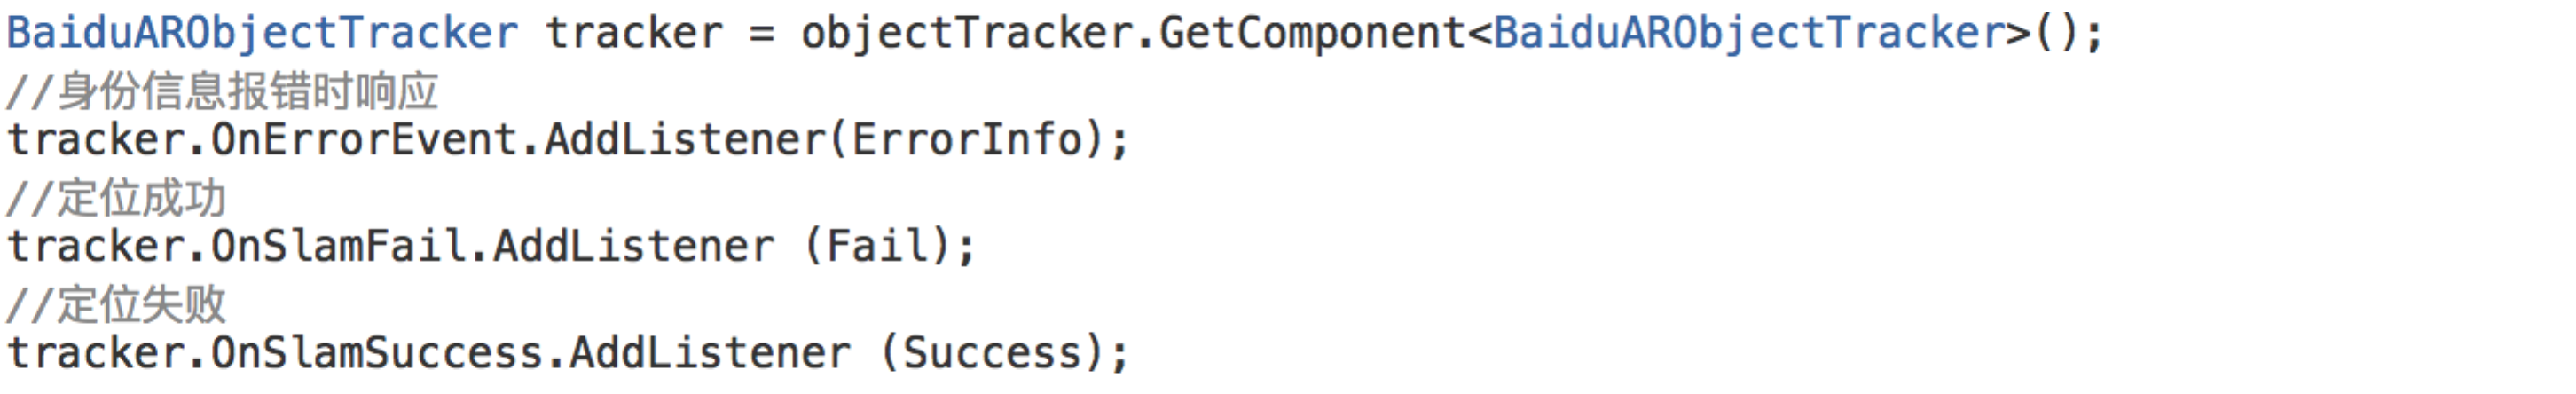 BaiduARObjectTracker tracker = objectTracker.GetComponent<BaiduARObjectTracker>();
//身份信息报错时响应
tracker.OnErrorEvent.AddListener(ErrorInfo);
//定位成功
tracker.OnSlamFail.AddListener (Fail);
//定位失败
tracker.OnSlamSuccess.AddListener (Success);